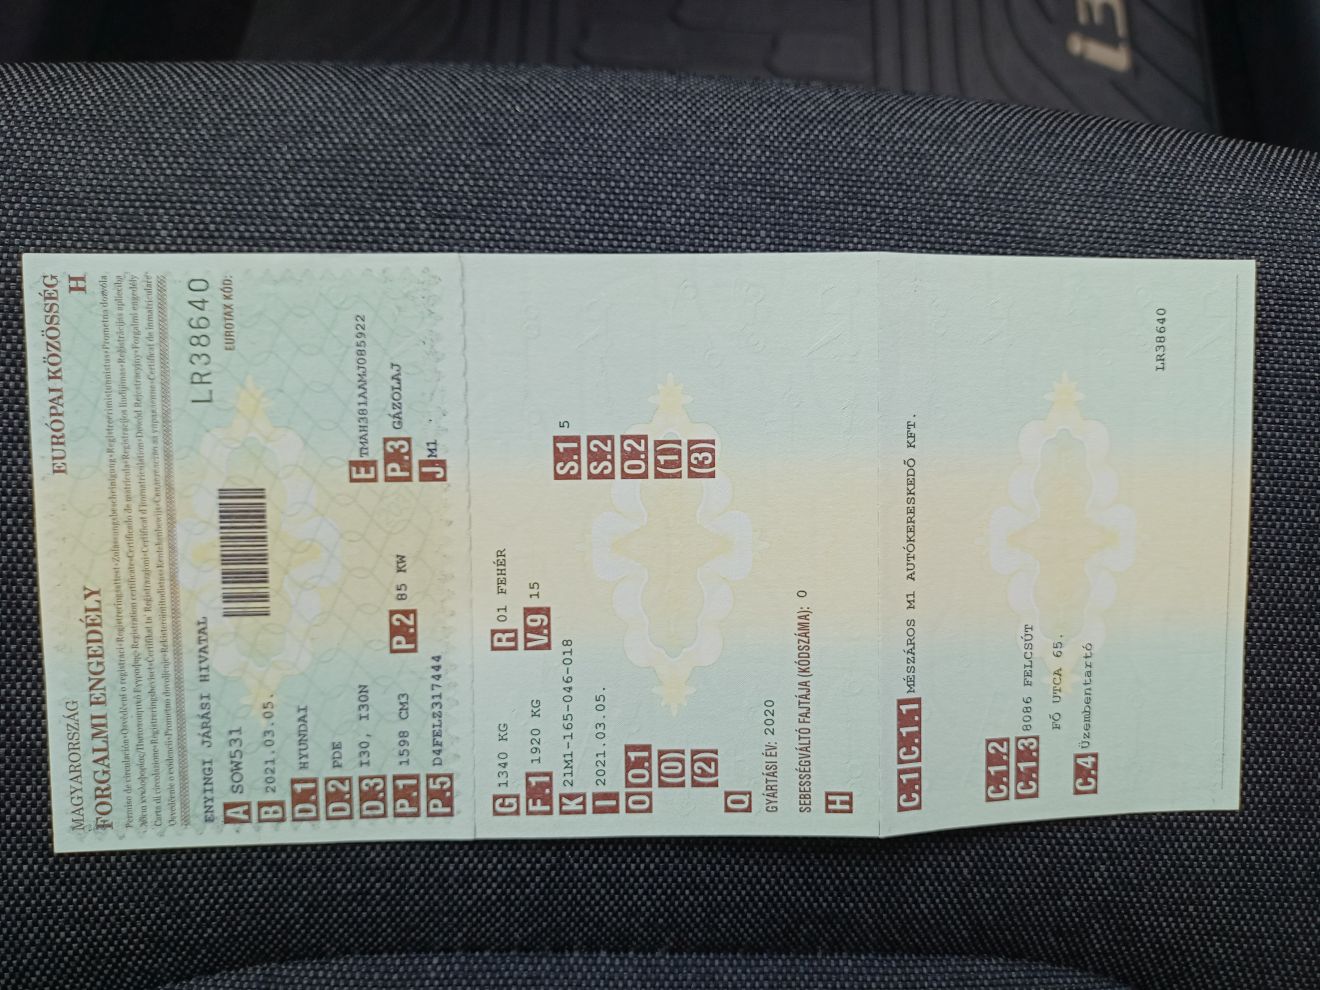 MAGYARORSZÁG EURÓPAI KÖZÖSSÉG
FORGALMI ENGEDÉLY H
LR38640
ENYINGI JÁRÁSI HIVATAL EUROTAX KÓD:
A SOW531
B 2021.03.05.
D.1 HYUNDAI
D.2 PDE
D.3 I30, I30N E TMAH381AAMJ085922
P.1 1598 CM3 P.2 85 KW P.3 GÁZOLAJ
P.5 D4FELZ317444 J M1
G 1340 KG R 01 FEHÉR
F.1 1920 KG V.9 15
K 21M1-165-046-018 S.1 5
I 2021.03.05. S.2
O O.1 O.2
(0) (1)
(2) (3)
Q
GYÁRTÁSI ÉV: 2020
SEBESSÉGVÁLTÓ FAJTÁJA (KÓDSZÁMA): 0
H
C.1 C.1.1 MÉSZÁROS M1 AUTÓKERESKEDŐ KFT.
C.1.2
C.1.3 8086 FELCSÚT
FŐ UTCA 65.
C.4 Üzembentartó
LR38640
i3